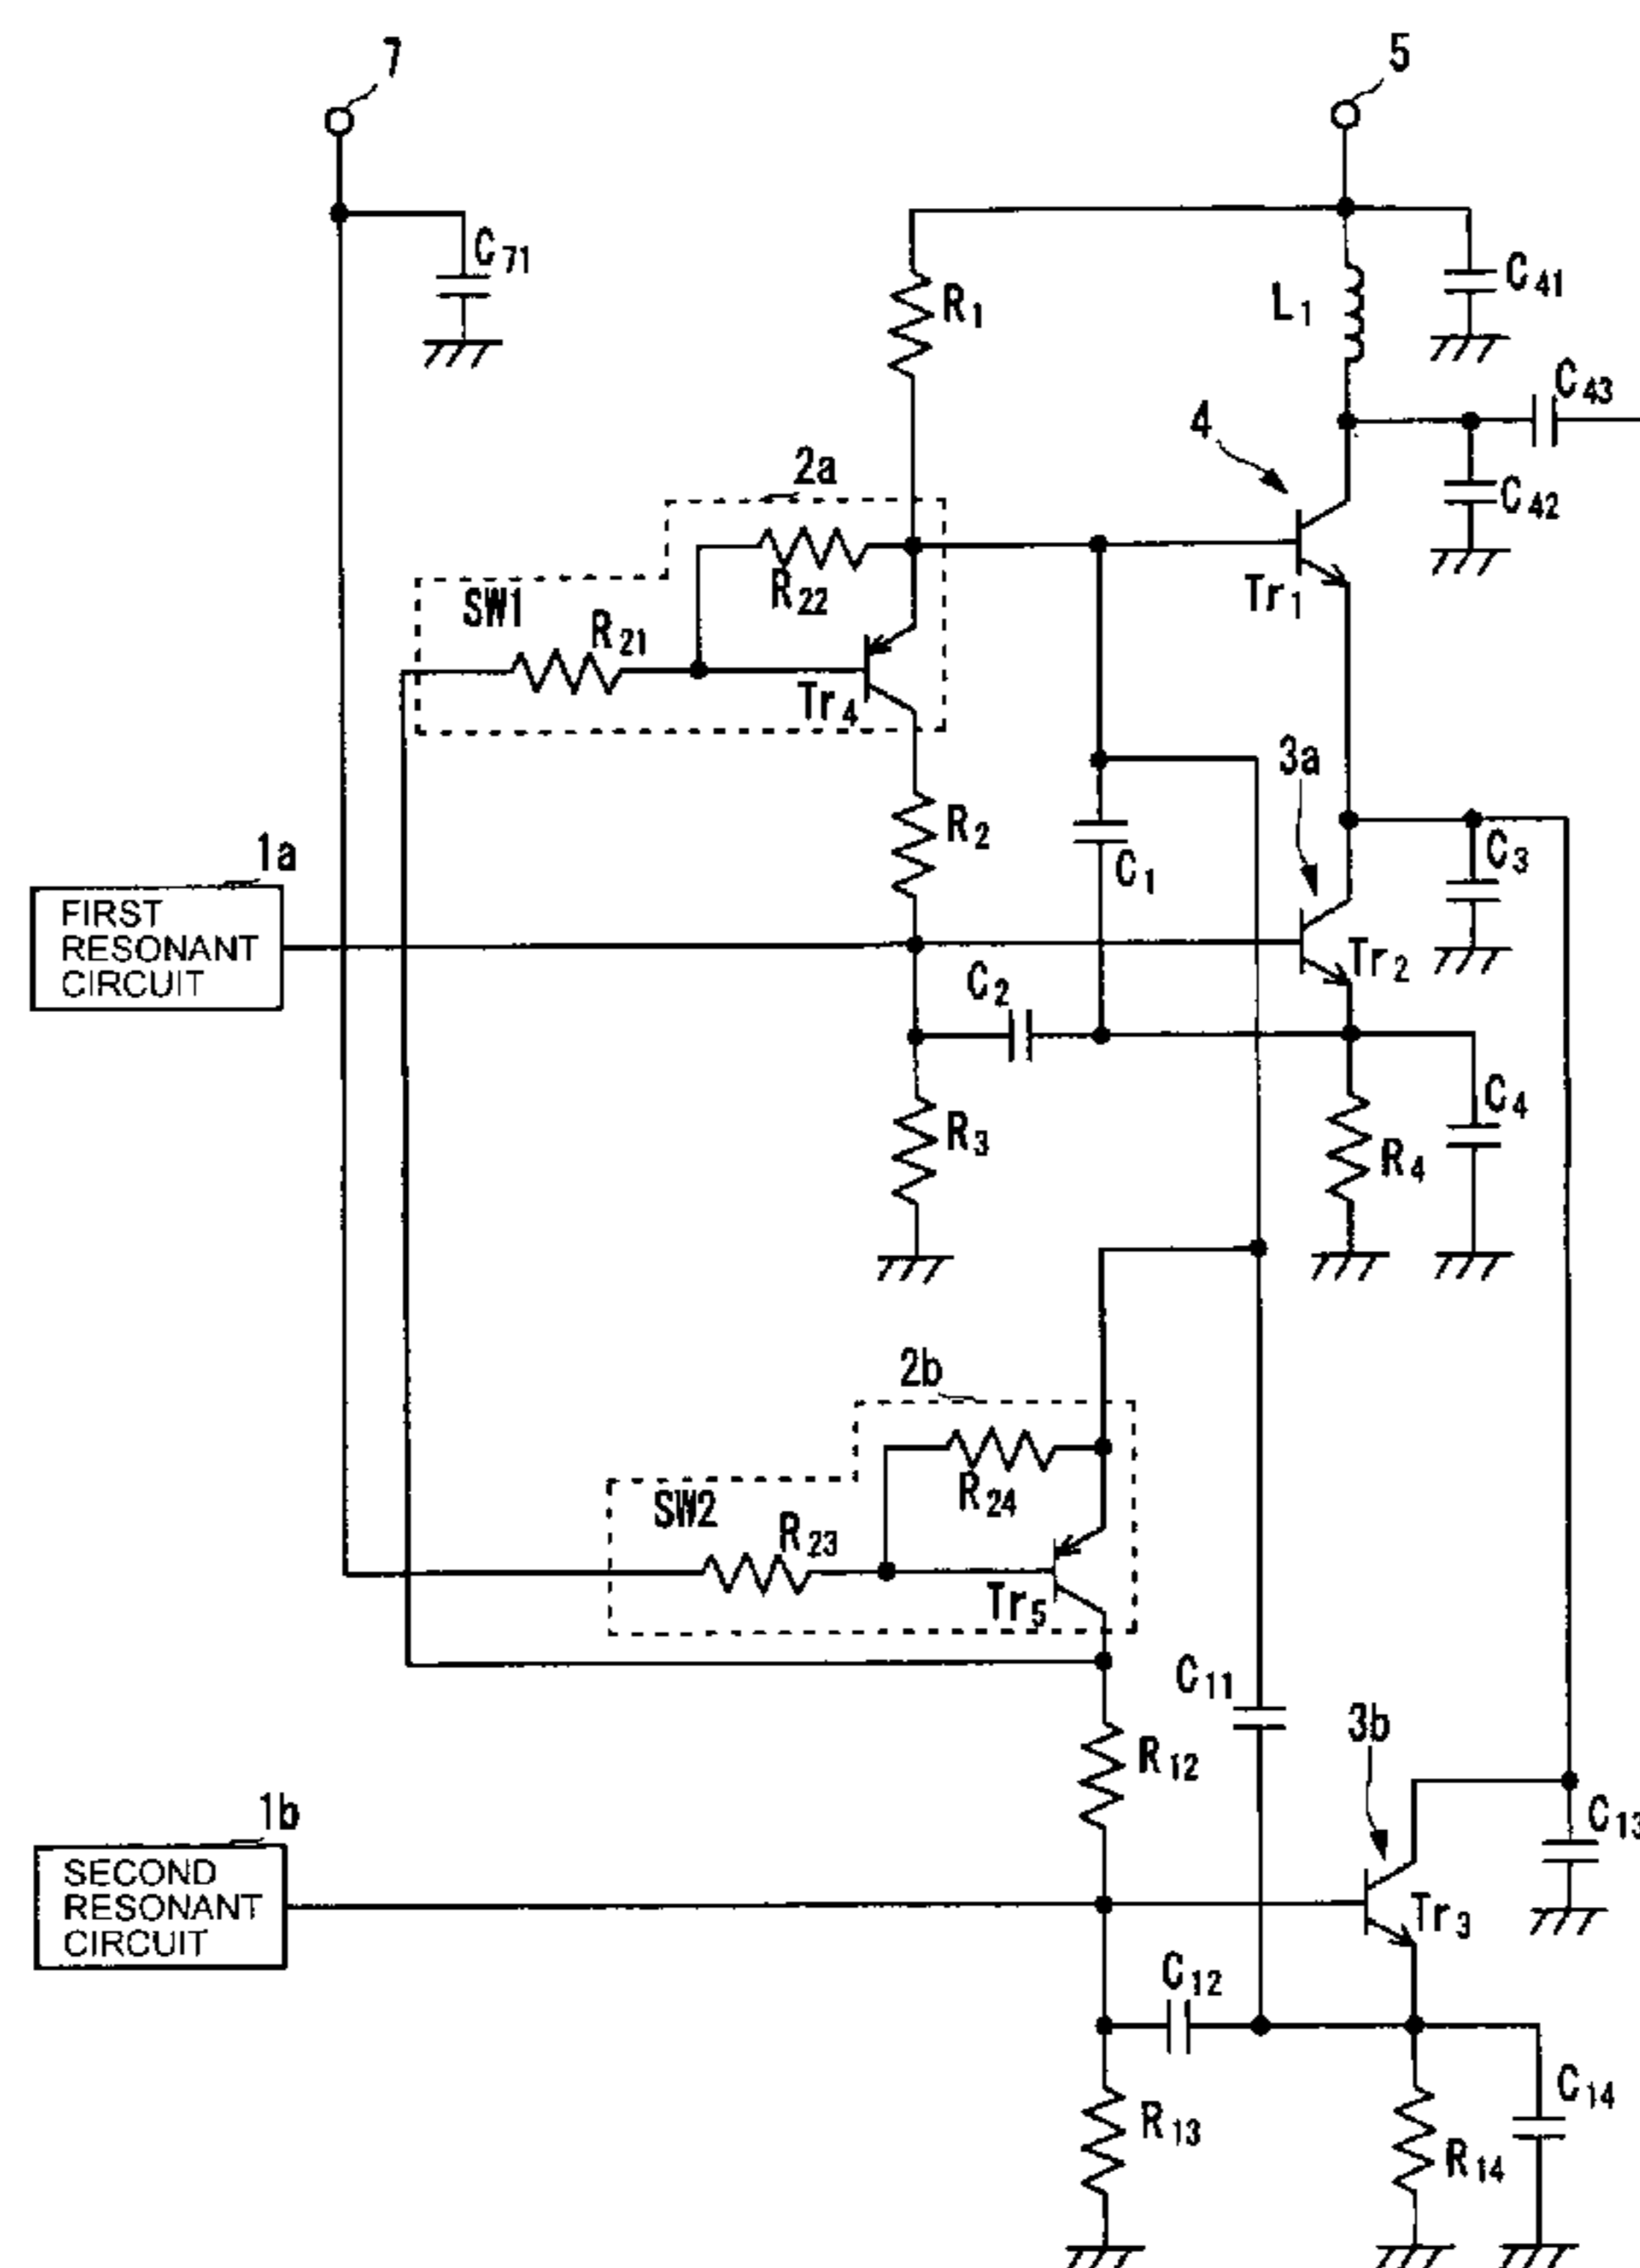 7
5
C71
R1
L1
C41
C43
4
2a
C42
R22
SW1
R21
Tr1
Tr4
3a
R2
C1
C3
1a
FIRST
RESONANT
CIRCUIT
Tr2
C2
C4
R3
R4
2b
R24
SW2
R23
Tr5
C11
3b
R12
C13
1b
SECOND
RESONANT
CIRCUIT
Tr3
C12
C14
R13
R14